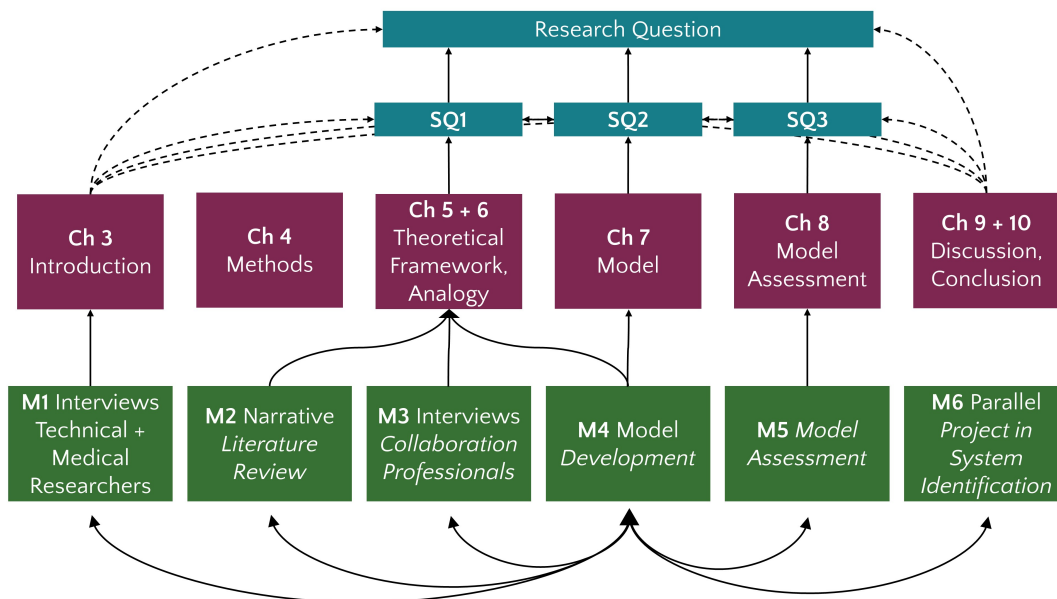 Research Question
SQ1
SQ2
SQ3
Ch 3
Introduction
Ch 4
Methods
Ch 5 + 6
Theoretical
Framework,
Analogy
Ch 7
Model
Ch 8
Model
Assessment
Ch 9 + 10
Discussion,
Conclusion
M1 Interviews
Technical +
Medical
Researchers
M2 Narrative
Literature
Review
M3 Interviews
Collaboration
Professionals
M4 Model
Development
M5 Model
Assessment
M6 Parallel
Project in
System
Identification